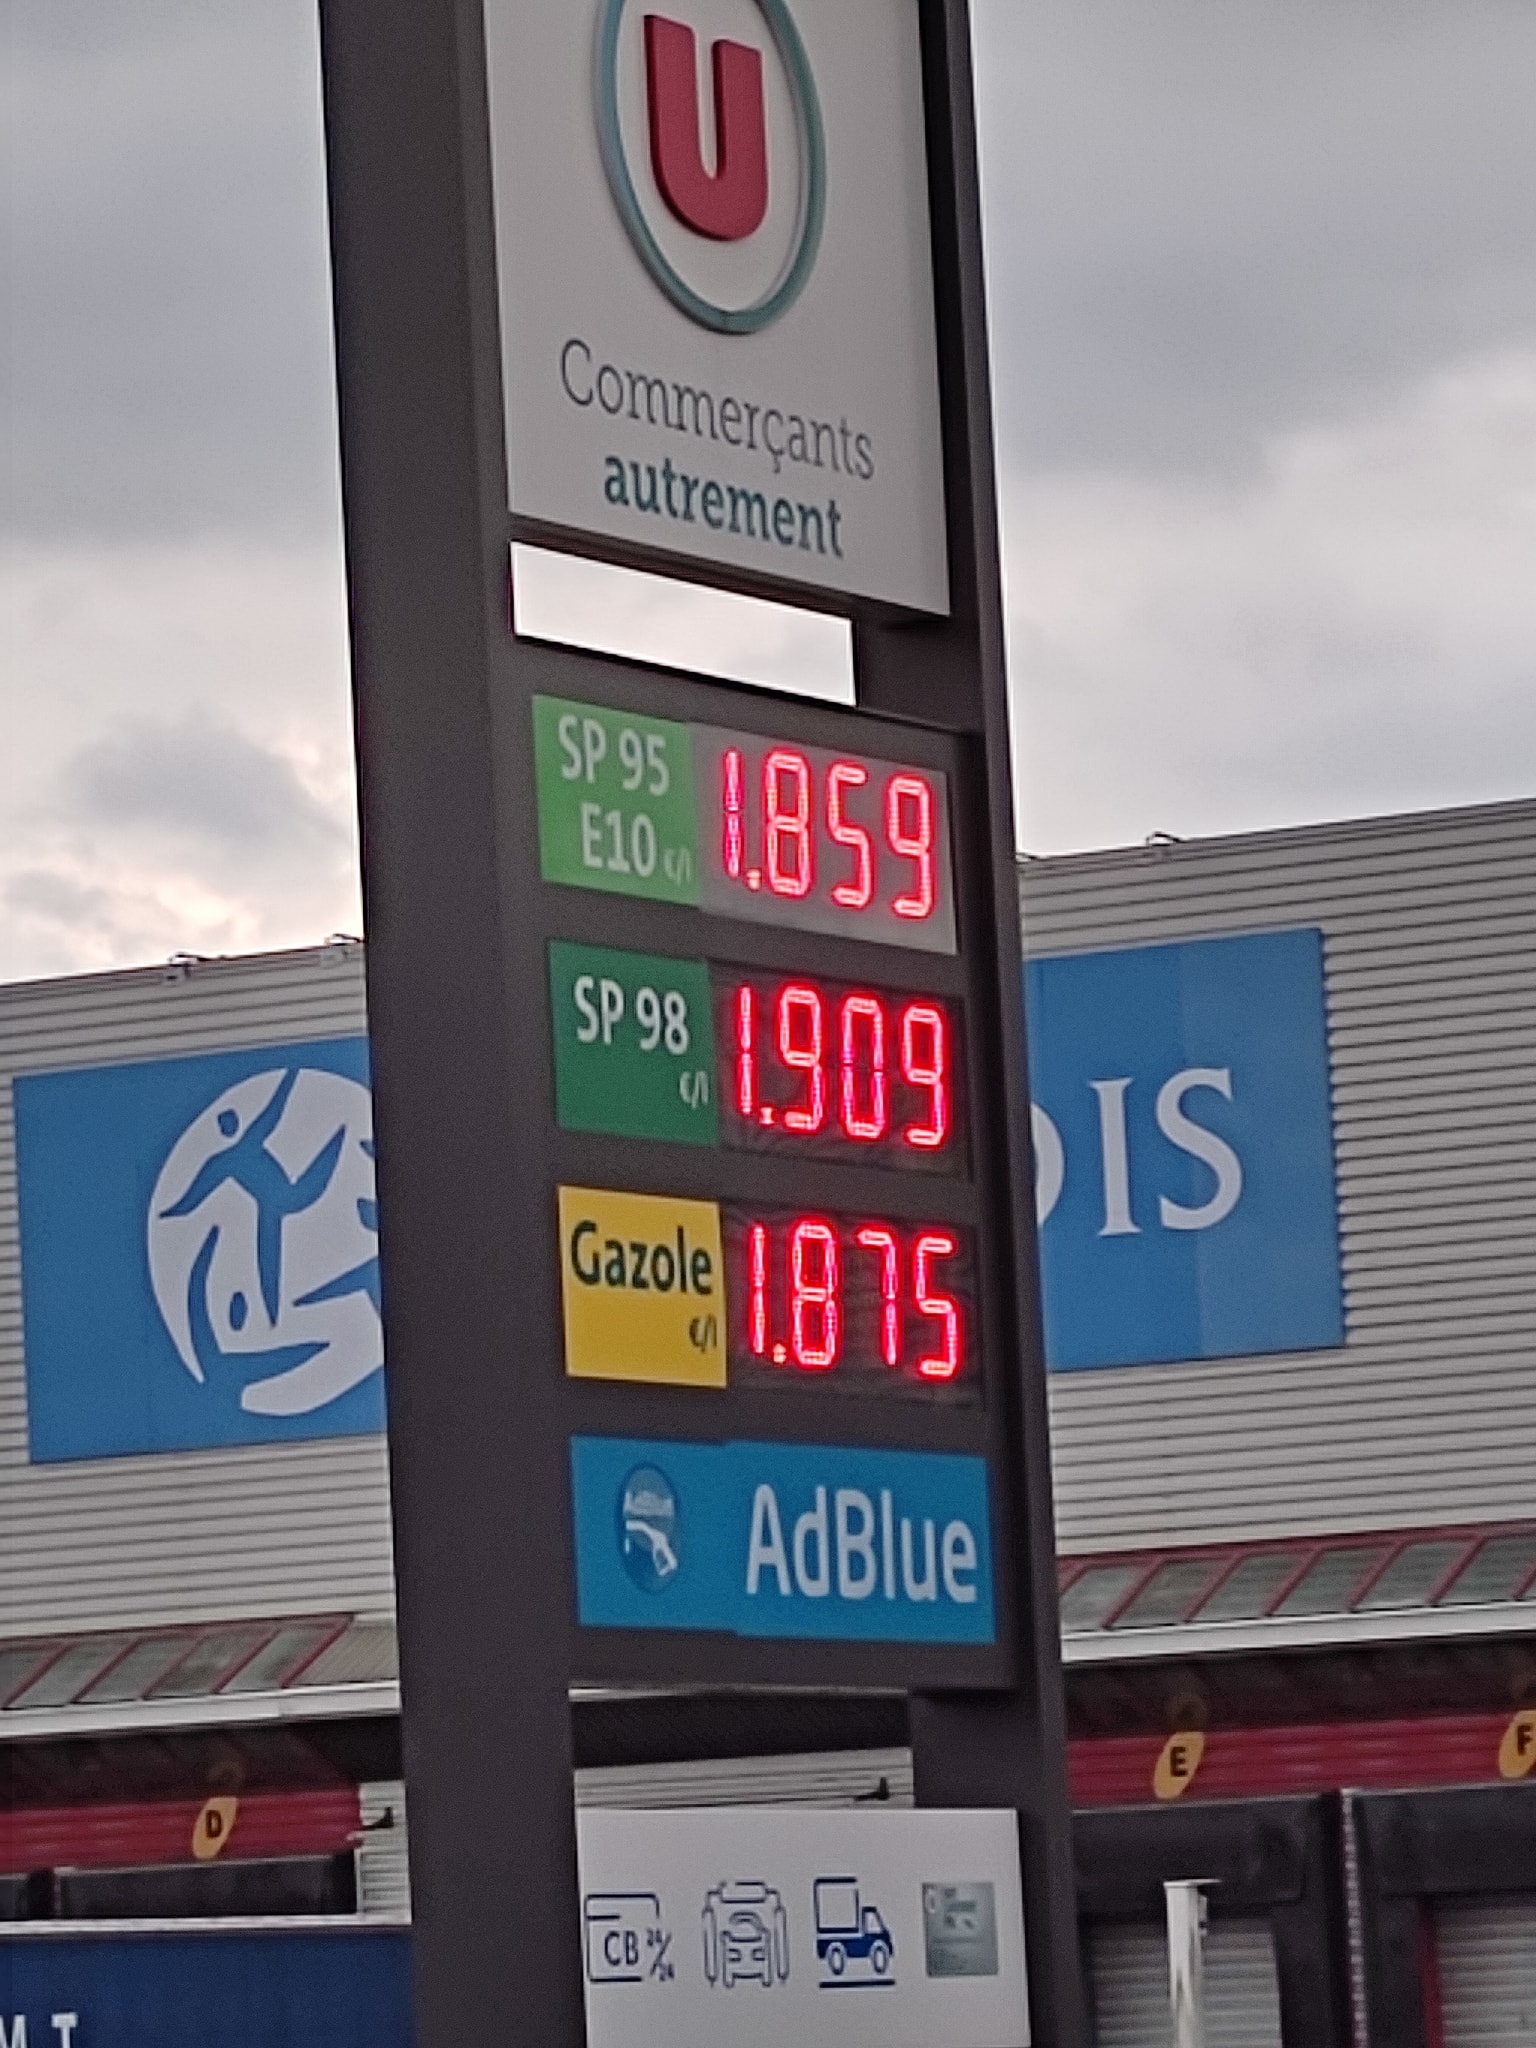 U
Commerçants
autrement
SP 95
E10 €/l
1.859
SP 98
€/l
1.909
Gazole
€/l
1.875
DIS
AdBlue
AdBlue
D
E
F
CB 24/24
M T